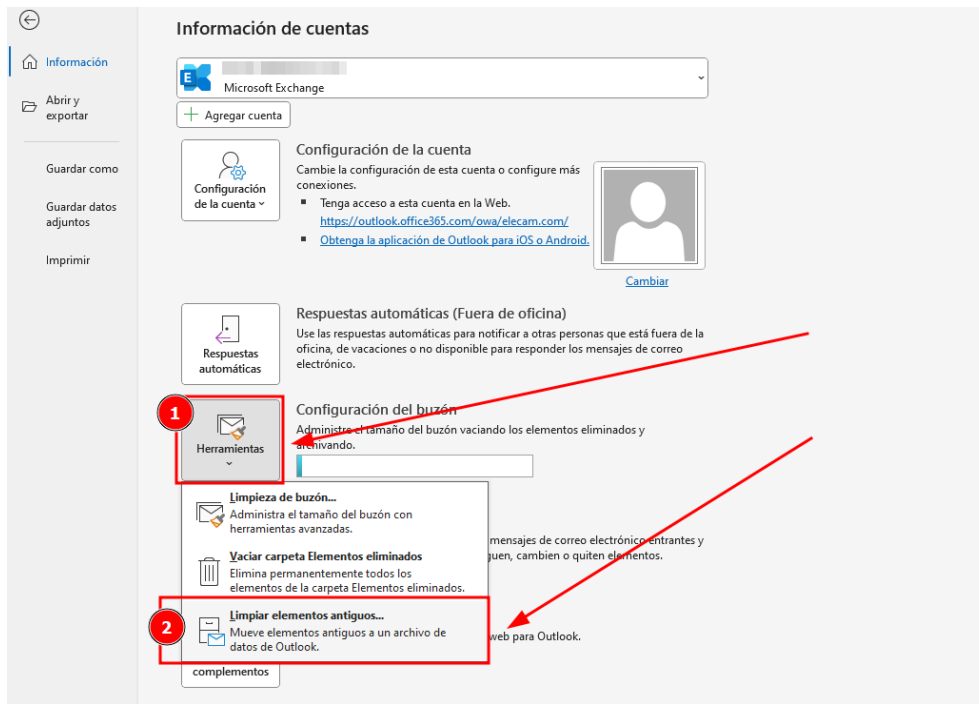 Información de cuentas
Información
Microsoft Exchange
Abrir y
exportar
Agregar cuenta
Guardar como
Guardar datos
adjuntos
Imprimir
Configuración
de la cuenta
Configuración de la cuenta
Cambie la configuración de esta cuenta o configure más
conexiones.
Tenga acceso a esta cuenta en la Web.
https://outlook.office365.com/owa/elecam.com/
Obtenga la aplicación de Outlook para iOS o Android.
Cambiar
Respuestas
automáticas
Respuestas automáticas (Fuera de oficina)
Use las respuestas automáticas para notificar a otras personas que está fuera de la
oficina, de vacaciones o no disponible para responder los mensajes de correo
electrónico.
1
Herramientas
Configuración del buzón
Administre el tamaño del buzón vaciando los elementos eliminados y
archivando.
Limpieza de buzón...
Administra el tamaño del buzón con
herramientas avanzadas.
mensajes de correo electrónico entrantes y
guen, cambien o quiten elementos.
Vaciar carpeta Elementos eliminados
Elimina permanentemente todos los
elementos de la carpeta Elementos eliminados.
2
Limpiar elementos antiguos...
Mueve elementos antiguos a un archivo de
datos de Outlook.
web para Outlook.
complementos